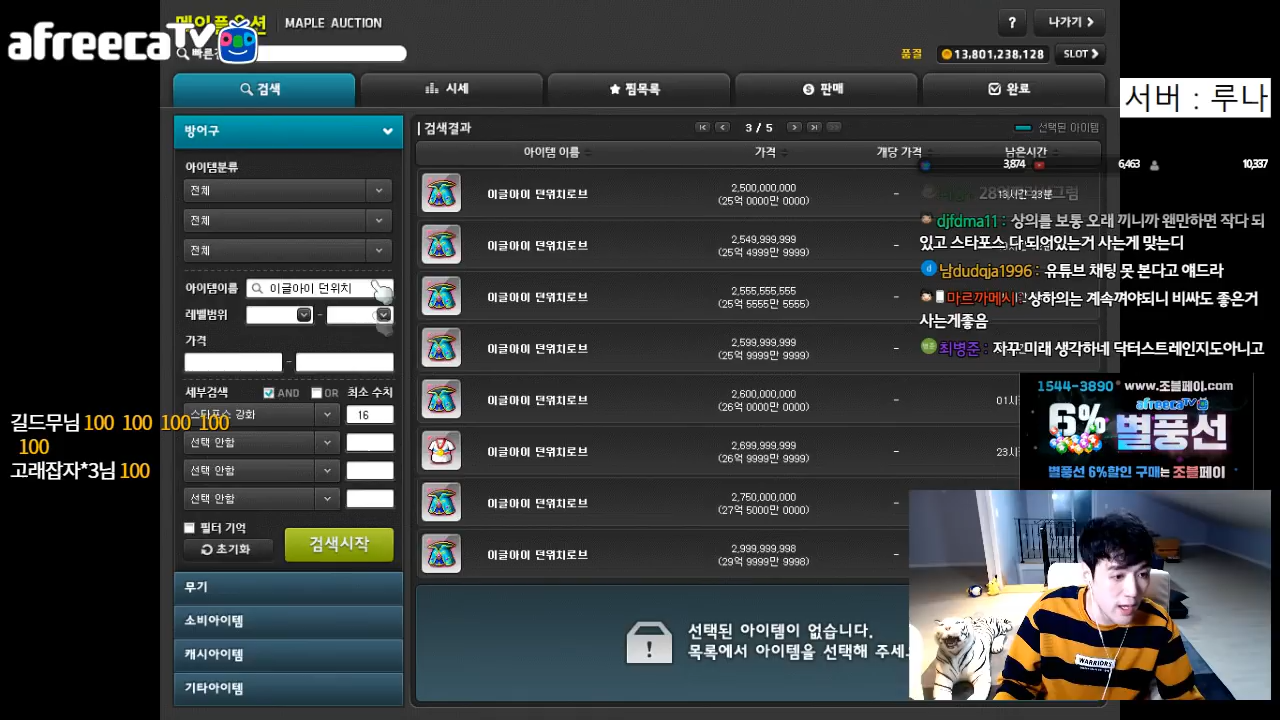 메이플옥션
MAPLE AUCTION
?
나가기
afreecaTV
품절
13,801,238,128
SLOT
검색
시세
찜목록
판매
완료
서버 : 루나
방어구
아이템분류
전체
전체
전체
아이템이름
이글아이 던위치
레벨범위
-
가격
-
세부검색
AND
OR
최소 수치
스타포스 강화
16
선택 안함
선택 안함
선택 안함
필터 기억
초기화
검색시작
무기
소비아이템
캐시아이템
기타아이템
검색결과
3 / 5
선택된 아이템
아이템 이름
가격
개당 가격
남은시간
이글아이 던위치로브
2,500,000,000
(25억 0000만 0000)
-
이글아이 던위치로브
2,549,999,999
(25억 4999만 9999)
-
이글아이 던위치로브
2,555,555,555
(25억 5555만 5555)
-
이글아이 던위치로브
2,599,999,999
(25억 9999만 9999)
-
이글아이 던위치로브
2,600,000,000
(26억 0000만 0000)
-
01시
이글아이 던위치로브
2,699,999,999
(26억 9999만 9999)
-
23시
이글아이 던위치로브
2,750,000,000
(27억 5000만 0000)
-
이글아이 던위치로브
2,999,999,998
(29억 9999만 9998)
-
선택된 아이템이 없습니다.
목록에서 아이템을 선택해 주세
3,874
6,463
10,337
djfdma11 : 상의를 보통 오래 끼니까 웬만하면 작다 되
있고 스타포스 다 되어있는거 사는게 맞는디
남dudqja1996 : 유튜브 채팅 못 본다고 얘드라
마르까메시 : 상하의는 계속껴야되니 비싸도 좋은거
사는게좋음
최병준 : 자꾸 미래 생각하네 닥터스트레인지도아니고
길드무님 100 100 100 100
100
고래잡자*3님 100
1544-3890 www.조블페이.com
afreecaTV
6% 별풍선
별풍선 6%할인 구매는 조블페이
WARRIORS